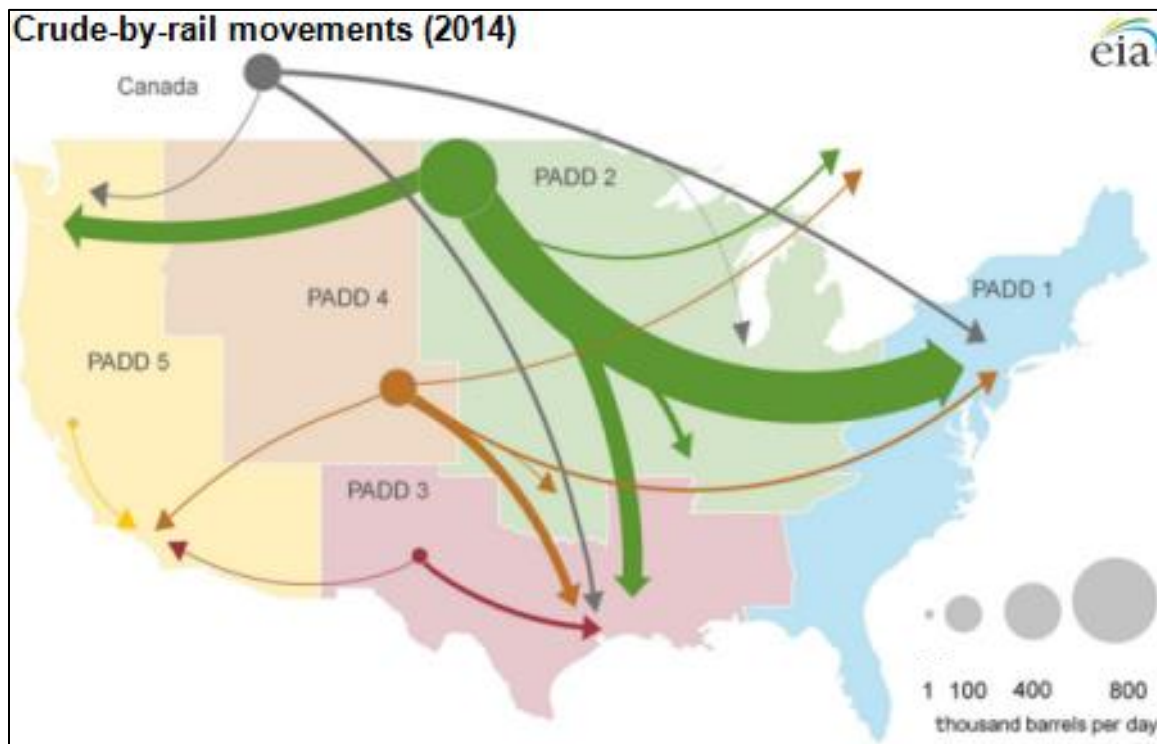 Crude-by-rail movements (2014)
eia
Canada
PADD 2
PADD 1
PADD 4
PADD 5
PADD 3
1 100 400 800
thousand barrels per day